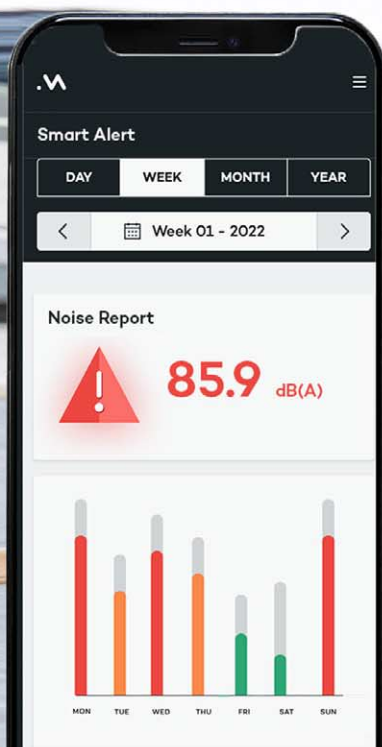 Smart Alert
DAY WEEK MONTH YEAR
Week 01 - 2022
Noise Report
85.9 dB(A)
MON TUE WED THU FRI SAT SUN